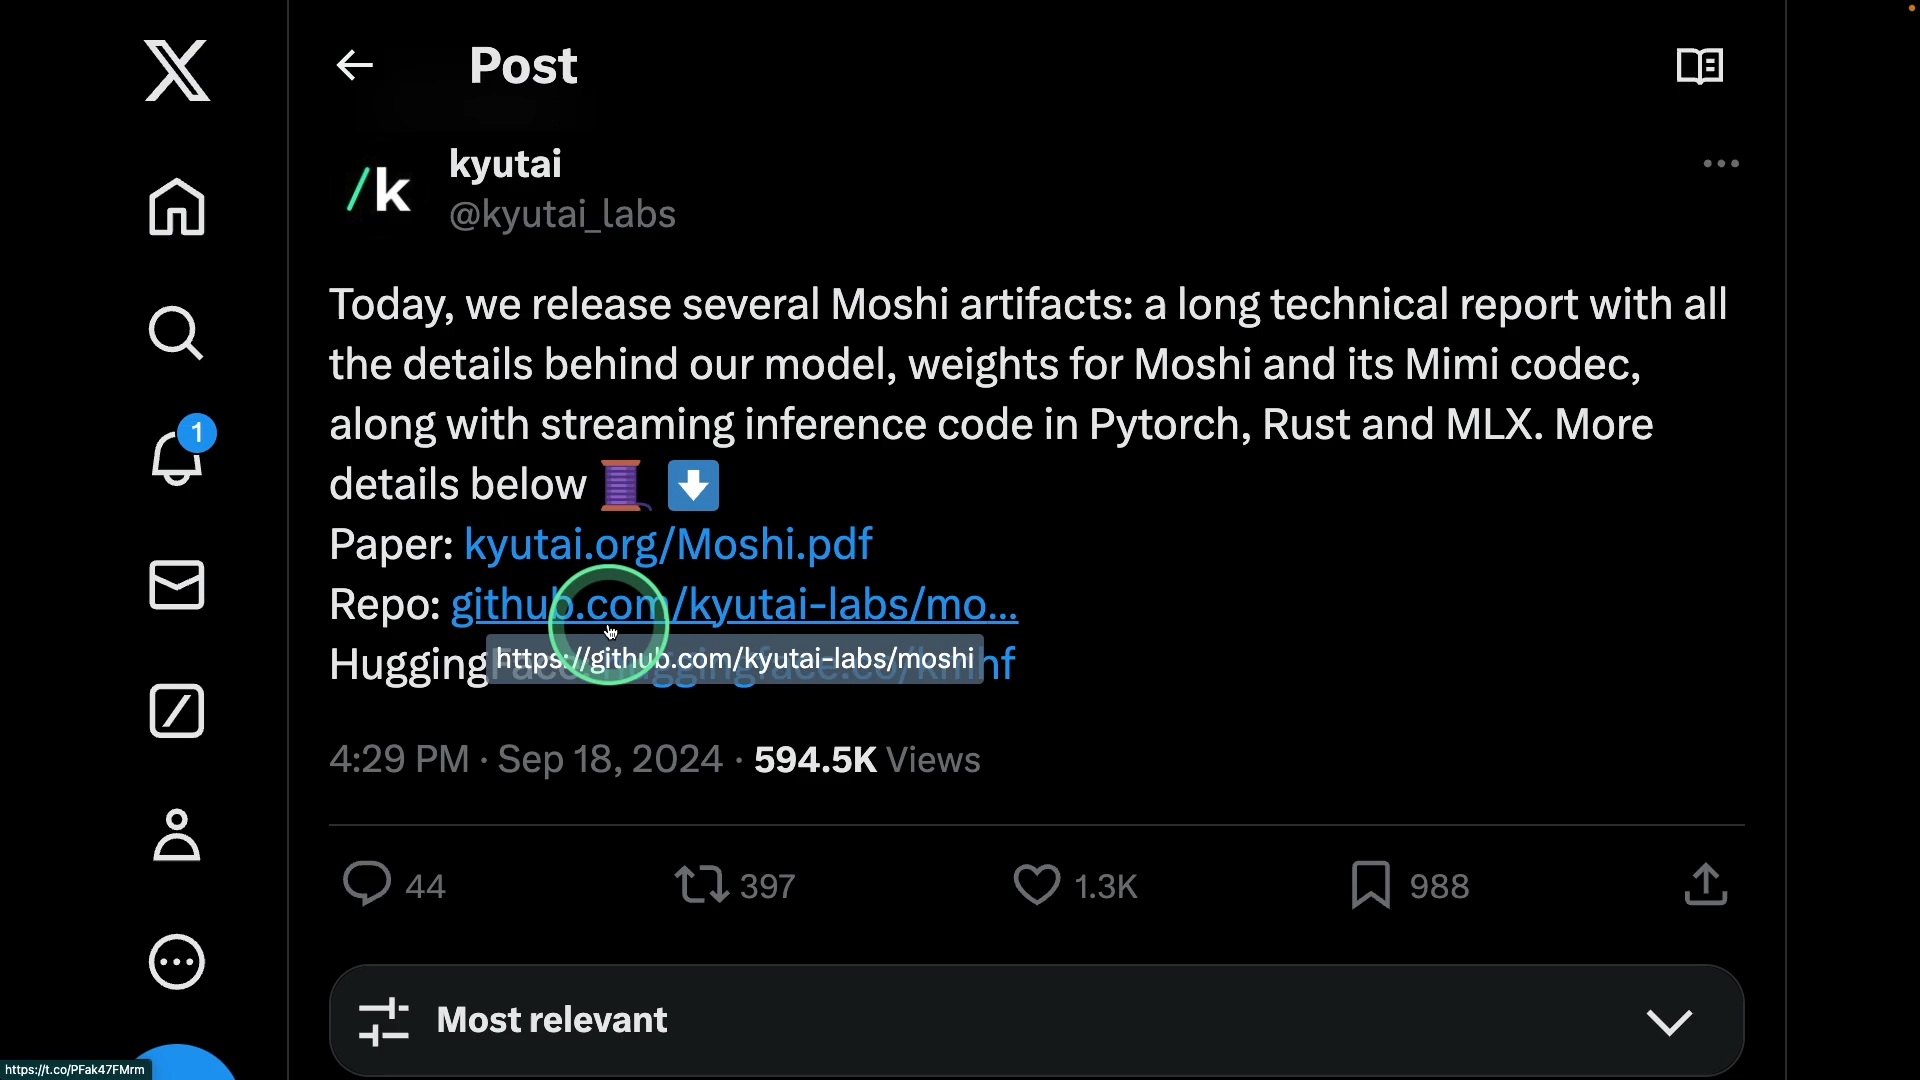 Post
/k
kyutai
@kyutai_labs
1
Today, we release several Moshi artifacts: a long technical report with all
the details behind our model, weights for Moshi and its Mimi codec,
along with streaming inference code in Pytorch, Rust and MLX. More
details below
Paper: kyutai.org/Moshi.pdf
Repo: github.com/kyutai-labs/mo...
https://github.com/kyutai-labs/moshi
Hugging
4:29 PM · Sep 18, 2024 · 594.5K Views
44 397 1.3K 988
Most relevant
https://t.co/PFak47FMrm